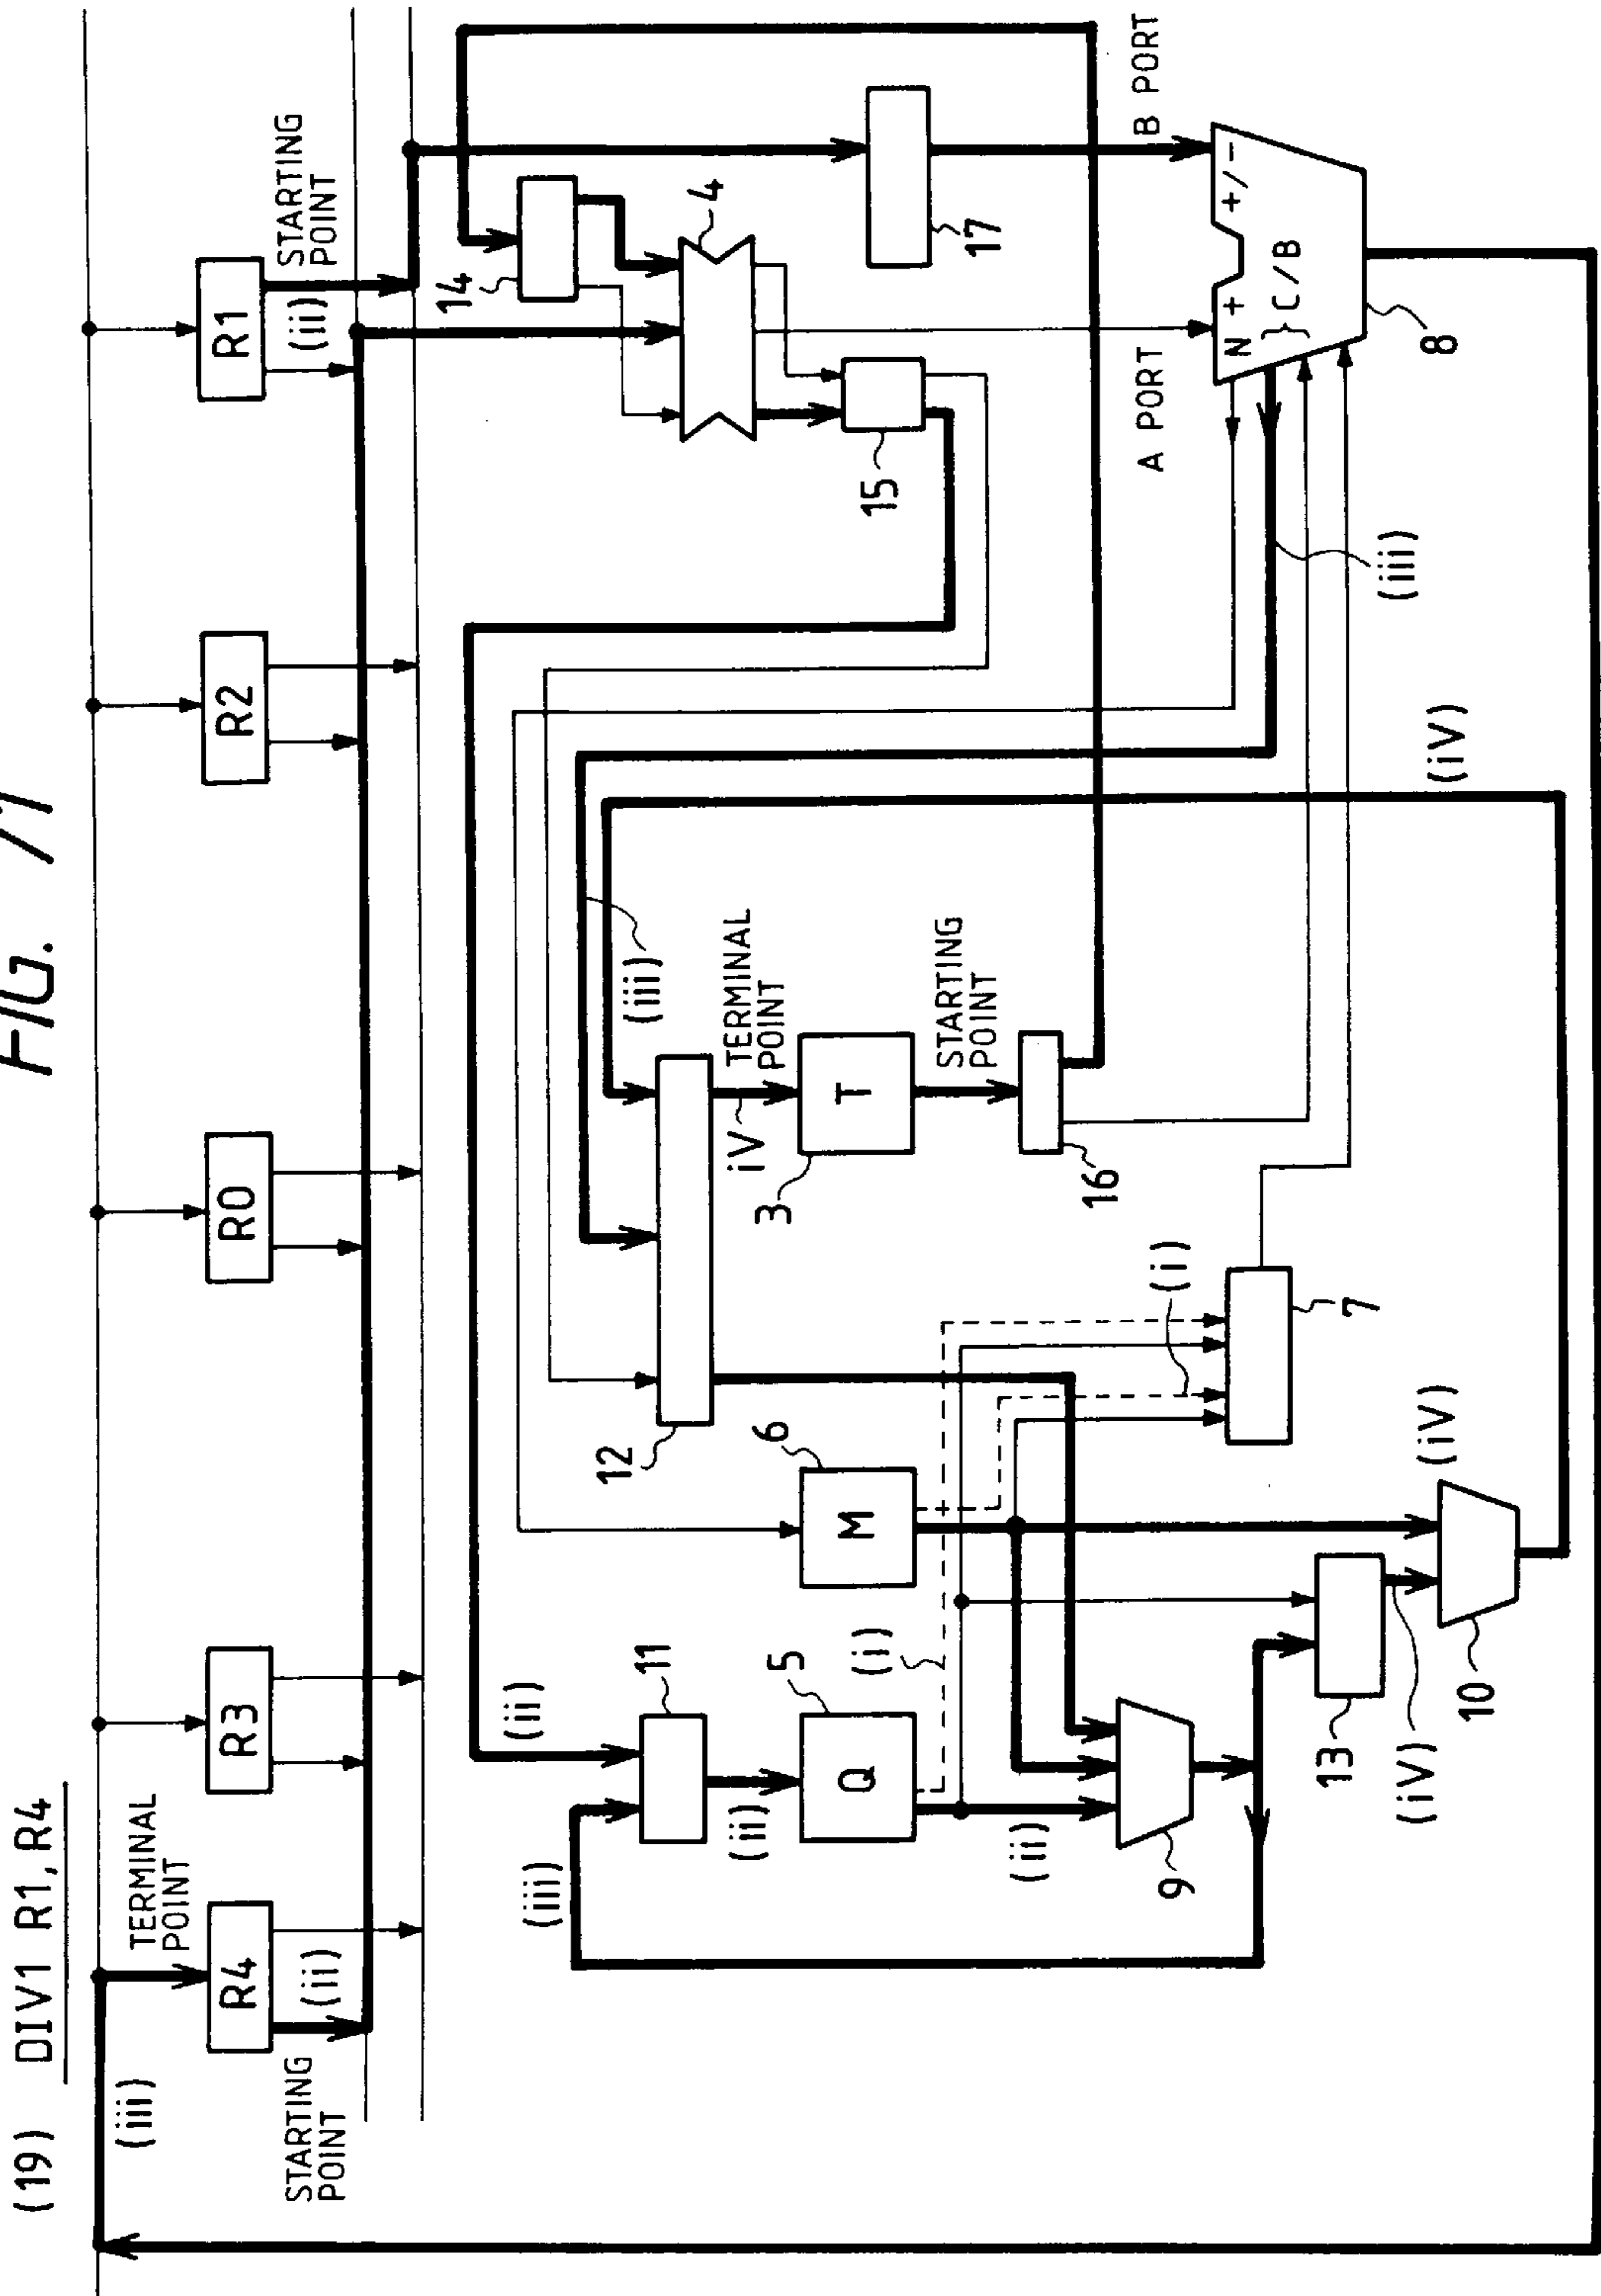 FIG. 71
(19) DIV1 R1,R4
(iii)
TERMINAL
POINT
R4
R3
R0
R2
R1
STARTING
POINT
,(ii)
STARTING
POINT
(ii)
(iii)
(ii)
11
(ii)
5
Q
(i)
(ii)
9
6
M
12
(iii)
TERMINAL
POINT
iV
3
T
STARTING
POINT
16
(i)
7
13
(iV)
10
(iV)
(iV)
14
4
15
17
A PORT
B PORT
N + +/-
}C/B
8
(iii)